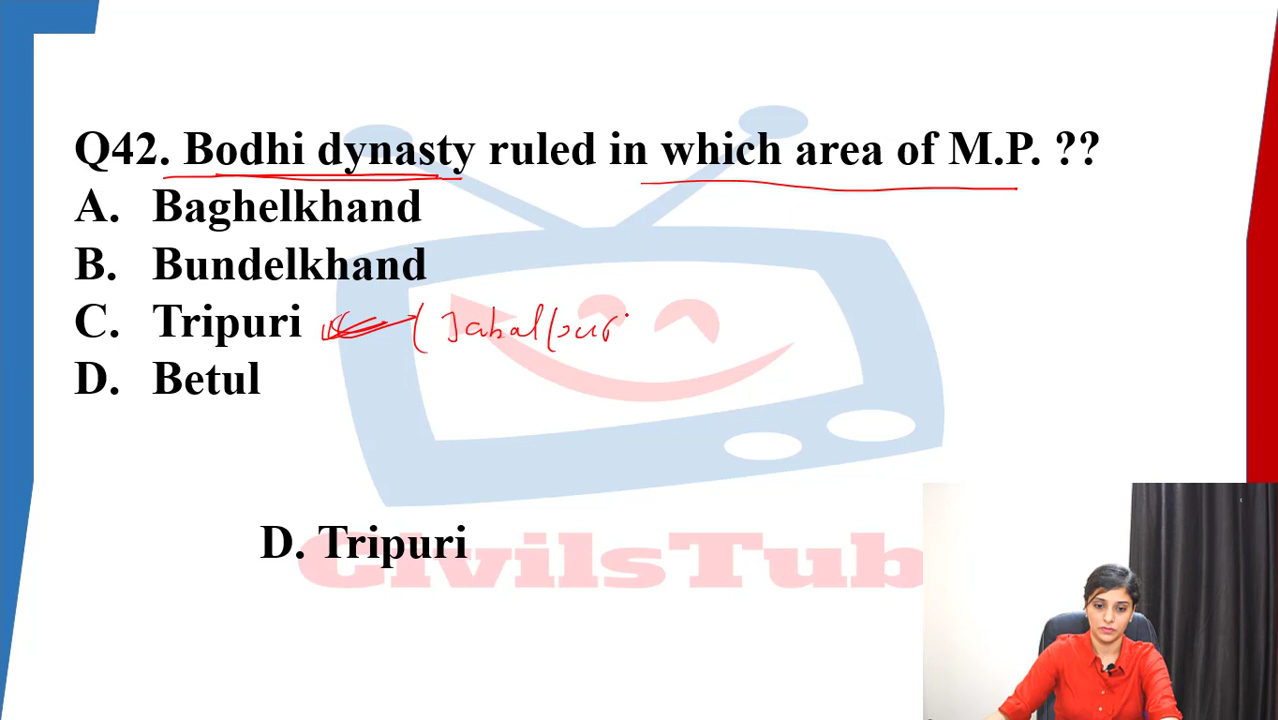 Q42. Bodhi dynasty ruled in which area of M.P. ??
A. Baghelkhand
B. Bundelkhand
C. Tripuri (Jabalpur
D. Betul
D. Tripuri
CivilsTub